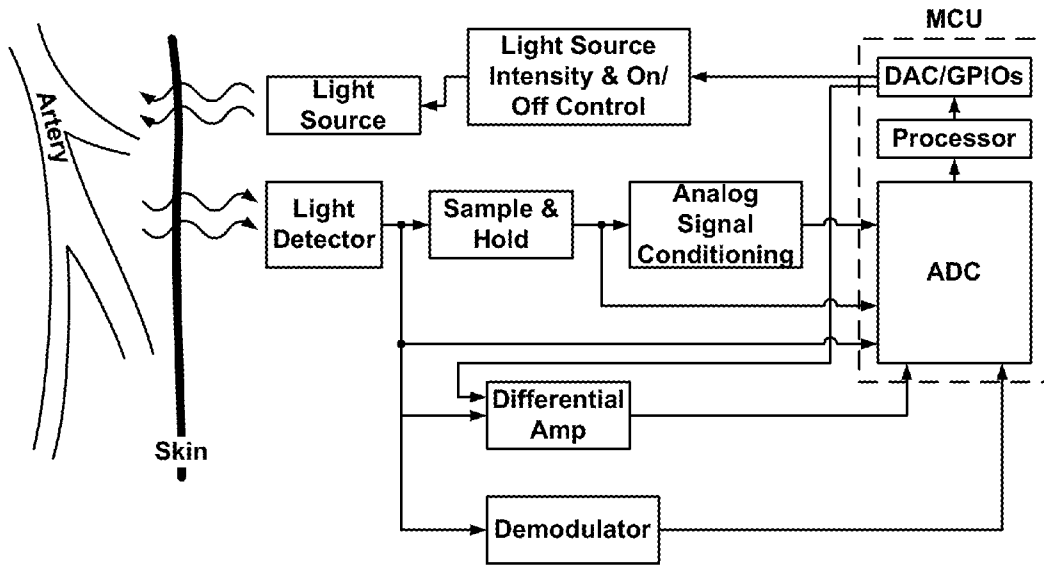 MCU
Light Source
Intensity & On/
Off Control
DAC/GPIOs
Light
Source
Processor
Artery
Light
Detector
Sample &
Hold
Analog
Signal
Conditioning
ADC
Differential
Amp
Skin
Demodulator